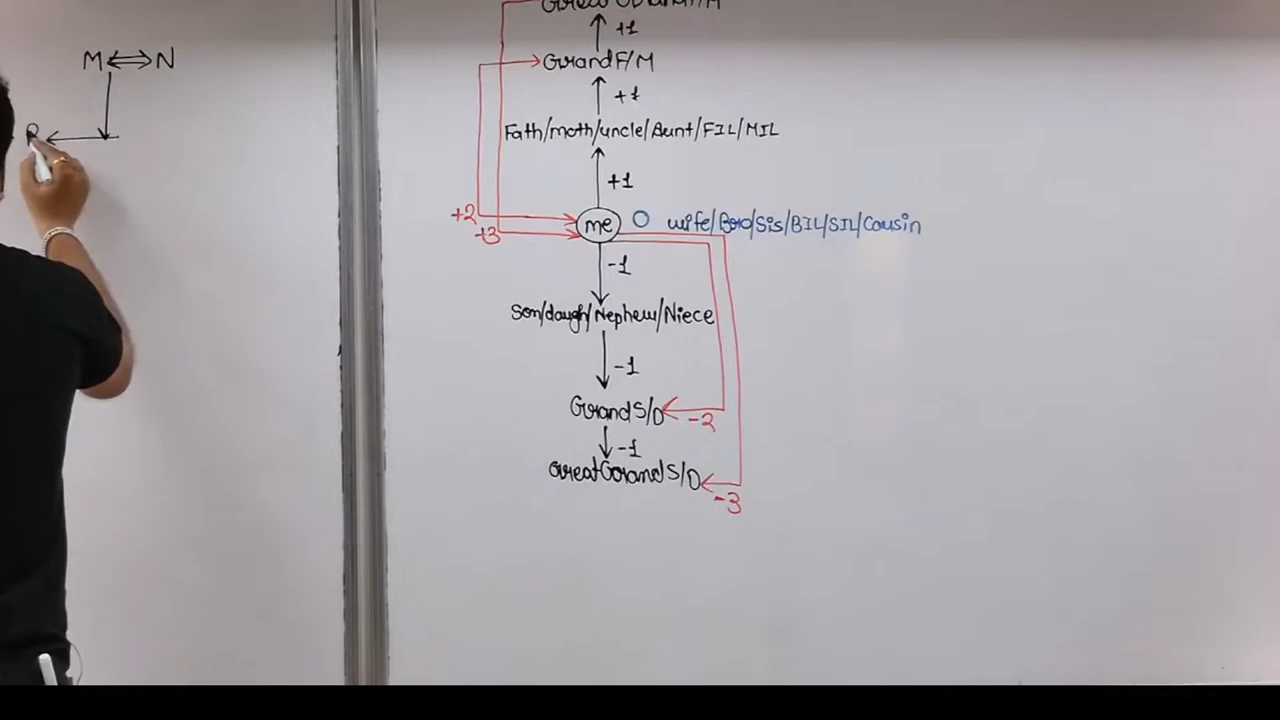 M ⟺ N
R
+1
Grand F/M
+1
Fath/moth/uncle/Aunt/FIL/MIL
+1
+2
+3
me 0 wife/Bro/Sis/BIL/SIL/Cousin
-1
Son/daugh/Nephew/Niece
-1
Grand S/D
-2
-1
Great Grand S/D
-3